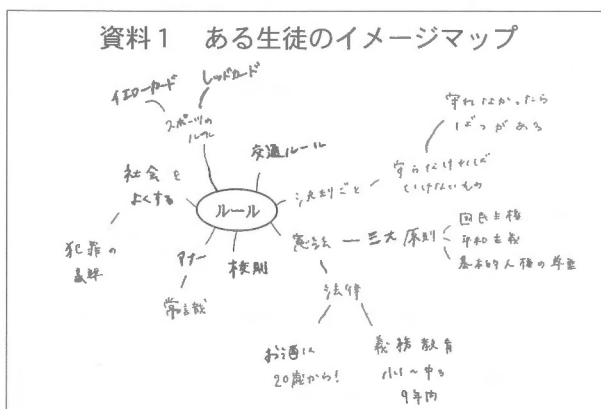 資料1 ある生徒のイメージマップ
イエローカード
レッドカード
スポーツの
ルール
交通ルール
守れなかったら
ばつがある
決まりごと
守らなければ
いけないもの
社会を
よくする
ルール
犯罪の
マナー
常識
校則
憲法
三大原則
国民主権
平和主義
基本的人権の尊重
法律
お酒は
20歳から!
義務教育
小1~中3
9年間